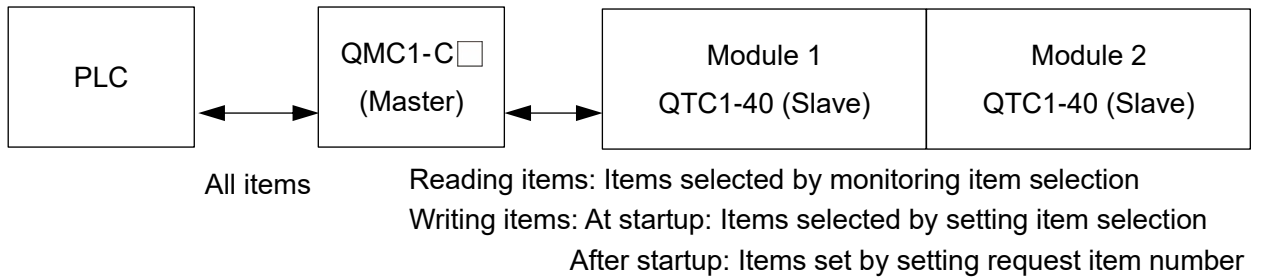 PLC
QMC1-C□
(Master)
Module 1
QTC1-40 (Slave)
Module 2
QTC1-40 (Slave)
All items
Reading items: Items selected by monitoring item selection
Writing items: At startup: Items selected by setting item selection
After startup: Items set by setting request item number